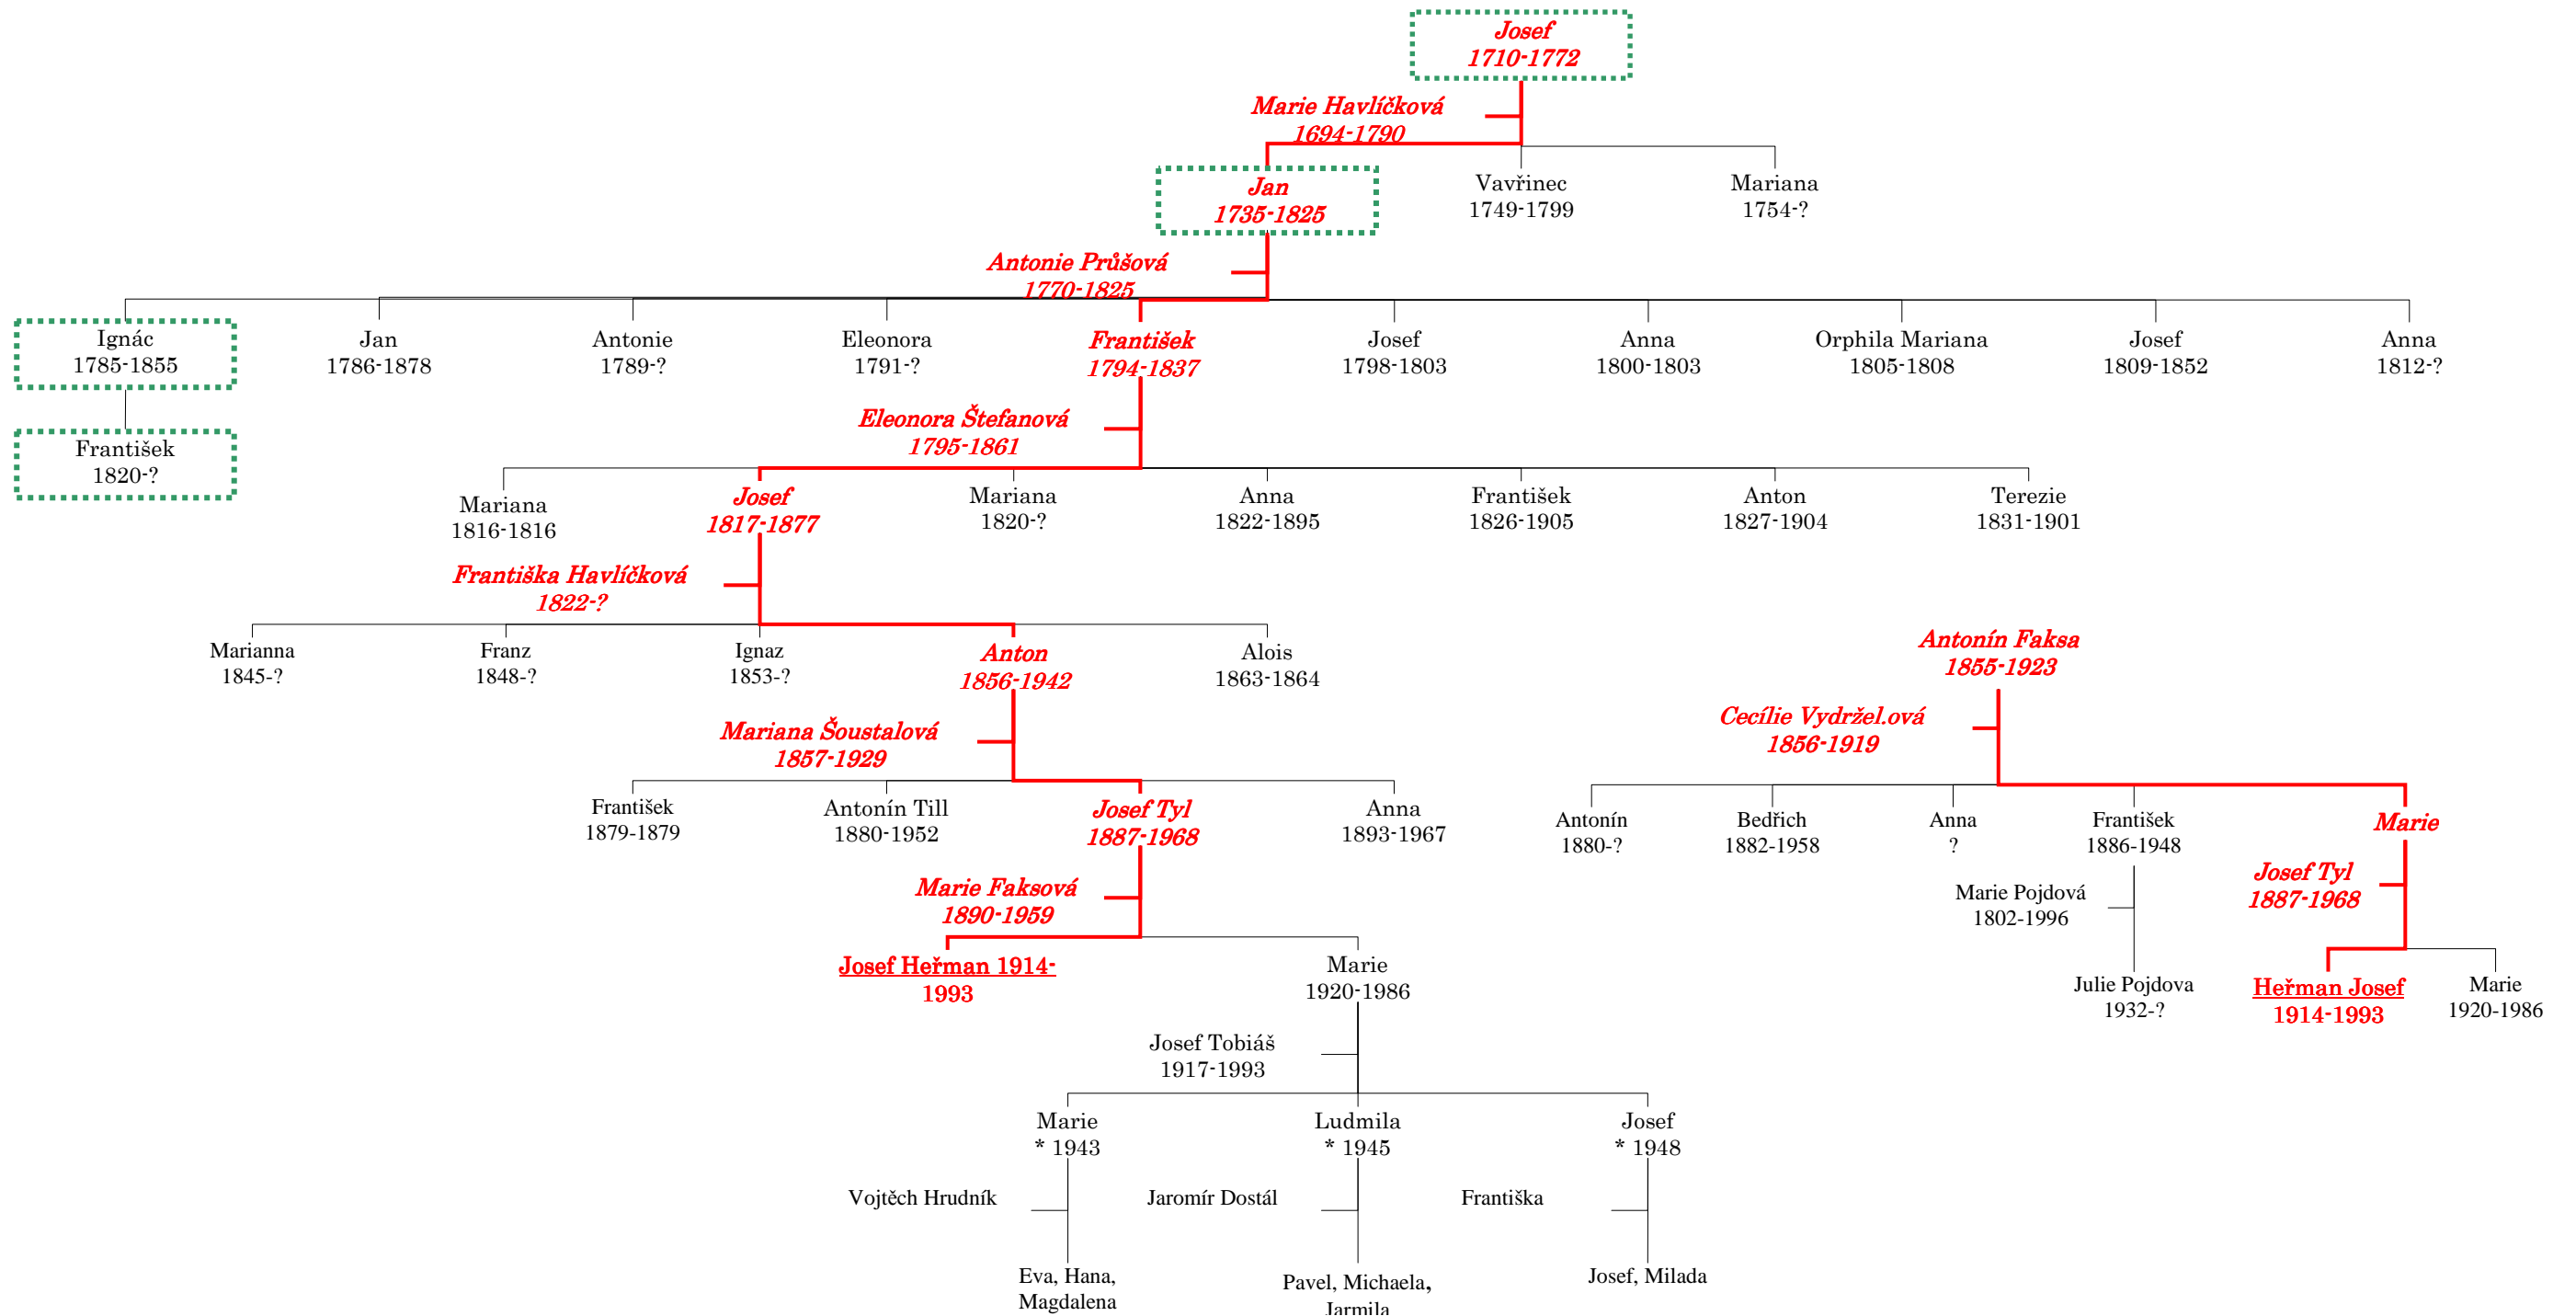 Josef
1710-1772
Marie Havlíčková
1694-1790
Jan
1735-1825
Vavřinec
1749-1799
Mariana
1754-?
Antonie Průšová
1770-1825
Ignác
1785-1855
Jan
1786-1878
Antonie
1789-?
Eleonora
1791-?
František
1794-1837
Josef
1798-1803
Anna
1800-1803
Orphila Mariana
1805-1808
Josef
1809-1852
Anna
1812-?
Eleonora Štefanová
1795-1861
František
1820-?
Mariana
1816-1816
Josef
1817-1877
Mariana
1820-?
Anna
1822-1895
František
1826-1905
Anton
1827-1904
Terezie
1831-1901
Františka Havlíčková
1822-?
Marianna
1845-?
Franz
1848-?
Ignaz
1853-?
Anton
1856-1942
Alois
1863-1864
Antonín Faksa
1855-1923
Mariana Šoustalová
1857-1929
Cecílie Vydržel.ová
1856-1919
František
1879-1879
Antonín Till
1880-1952
Josef Tyl
1887-1968
Anna
1893-1967
Antonín
1880-?
Bedřich
1882-1958
Anna
?
František
1886-1948
Marie
Marie Faksová
1890-1959
Marie Pojdová
1802-1996
Josef Tyl
1887-1968
Josef Heřman 1914-
1993
Marie
1920-1986
Julie Pojdova
1932-?
Heřman Josef
1914-1993
Marie
1920-1986
Josef Tobiáš
1917-1993
Marie
* 1943
Ludmila
* 1945
Josef
* 1948
Vojtěch Hrudník
Jaromír Dostál
Františka
Eva, Hana,
Magdalena
Pavel, Michaela,
Jarmila
Josef, Milada